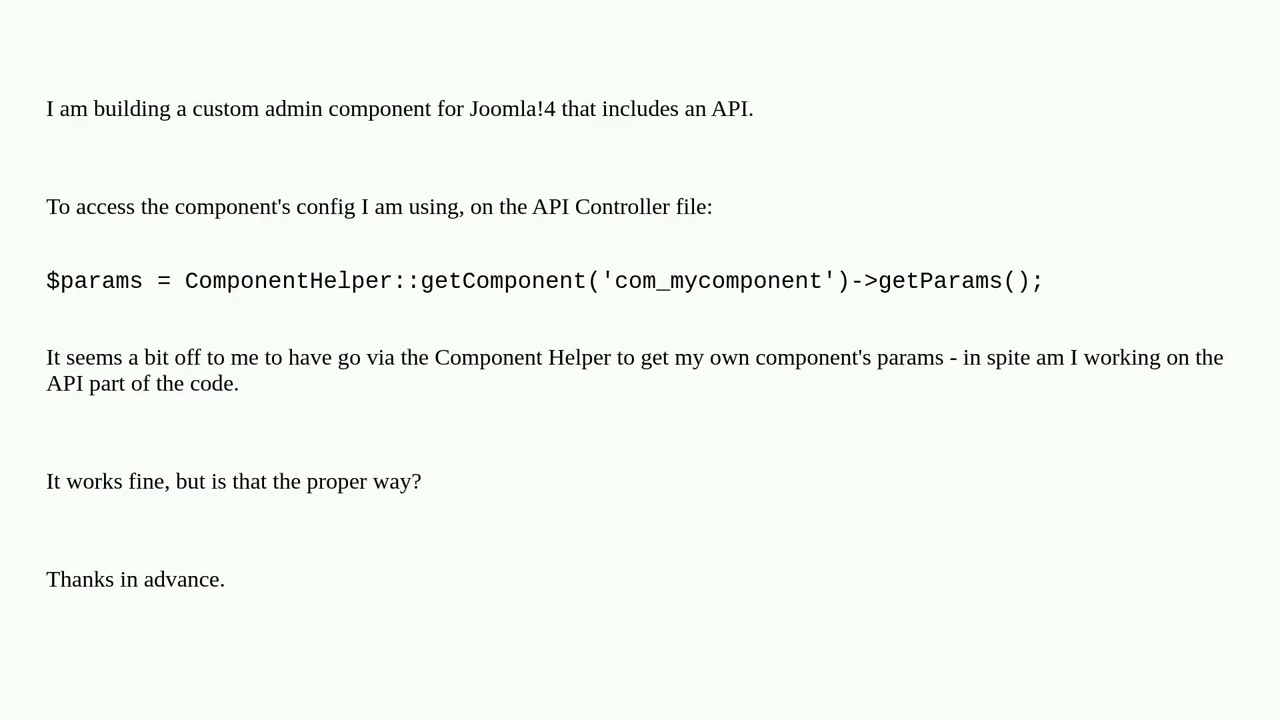 I am building a custom admin component for Joomla!4 that includes an API.
To access the component's config I am using, on the API Controller file:
$params = ComponentHelper::getComponent('com_mycomponent')->getParams();
It seems a bit off to me to have go via the Component Helper to get my own component's params - in spite am I working on the
API part of the code.
It works fine, but is that the proper way?
Thanks in advance.